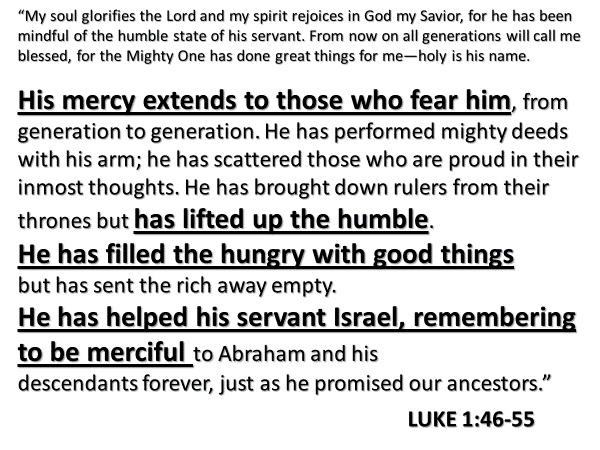 “My soul glorifies the Lord and my spirit rejoices in God my Savior, for he has been
mindful of the humble state of his servant. From now on all generations will call me
blessed, for the Mighty One has done great things for me—holy is his name.
His mercy extends to those who fear him, from
generation to generation. He has performed mighty deeds
with his arm; he has scattered those who are proud in their
inmost thoughts. He has brought down rulers from their
thrones but has lifted up the humble.
He has filled the hungry with good things
but has sent the rich away empty.
He has helped his servant Israel, remembering
to be merciful to Abraham and his
descendants forever, just as he promised our ancestors.”
LUKE 1:46-55